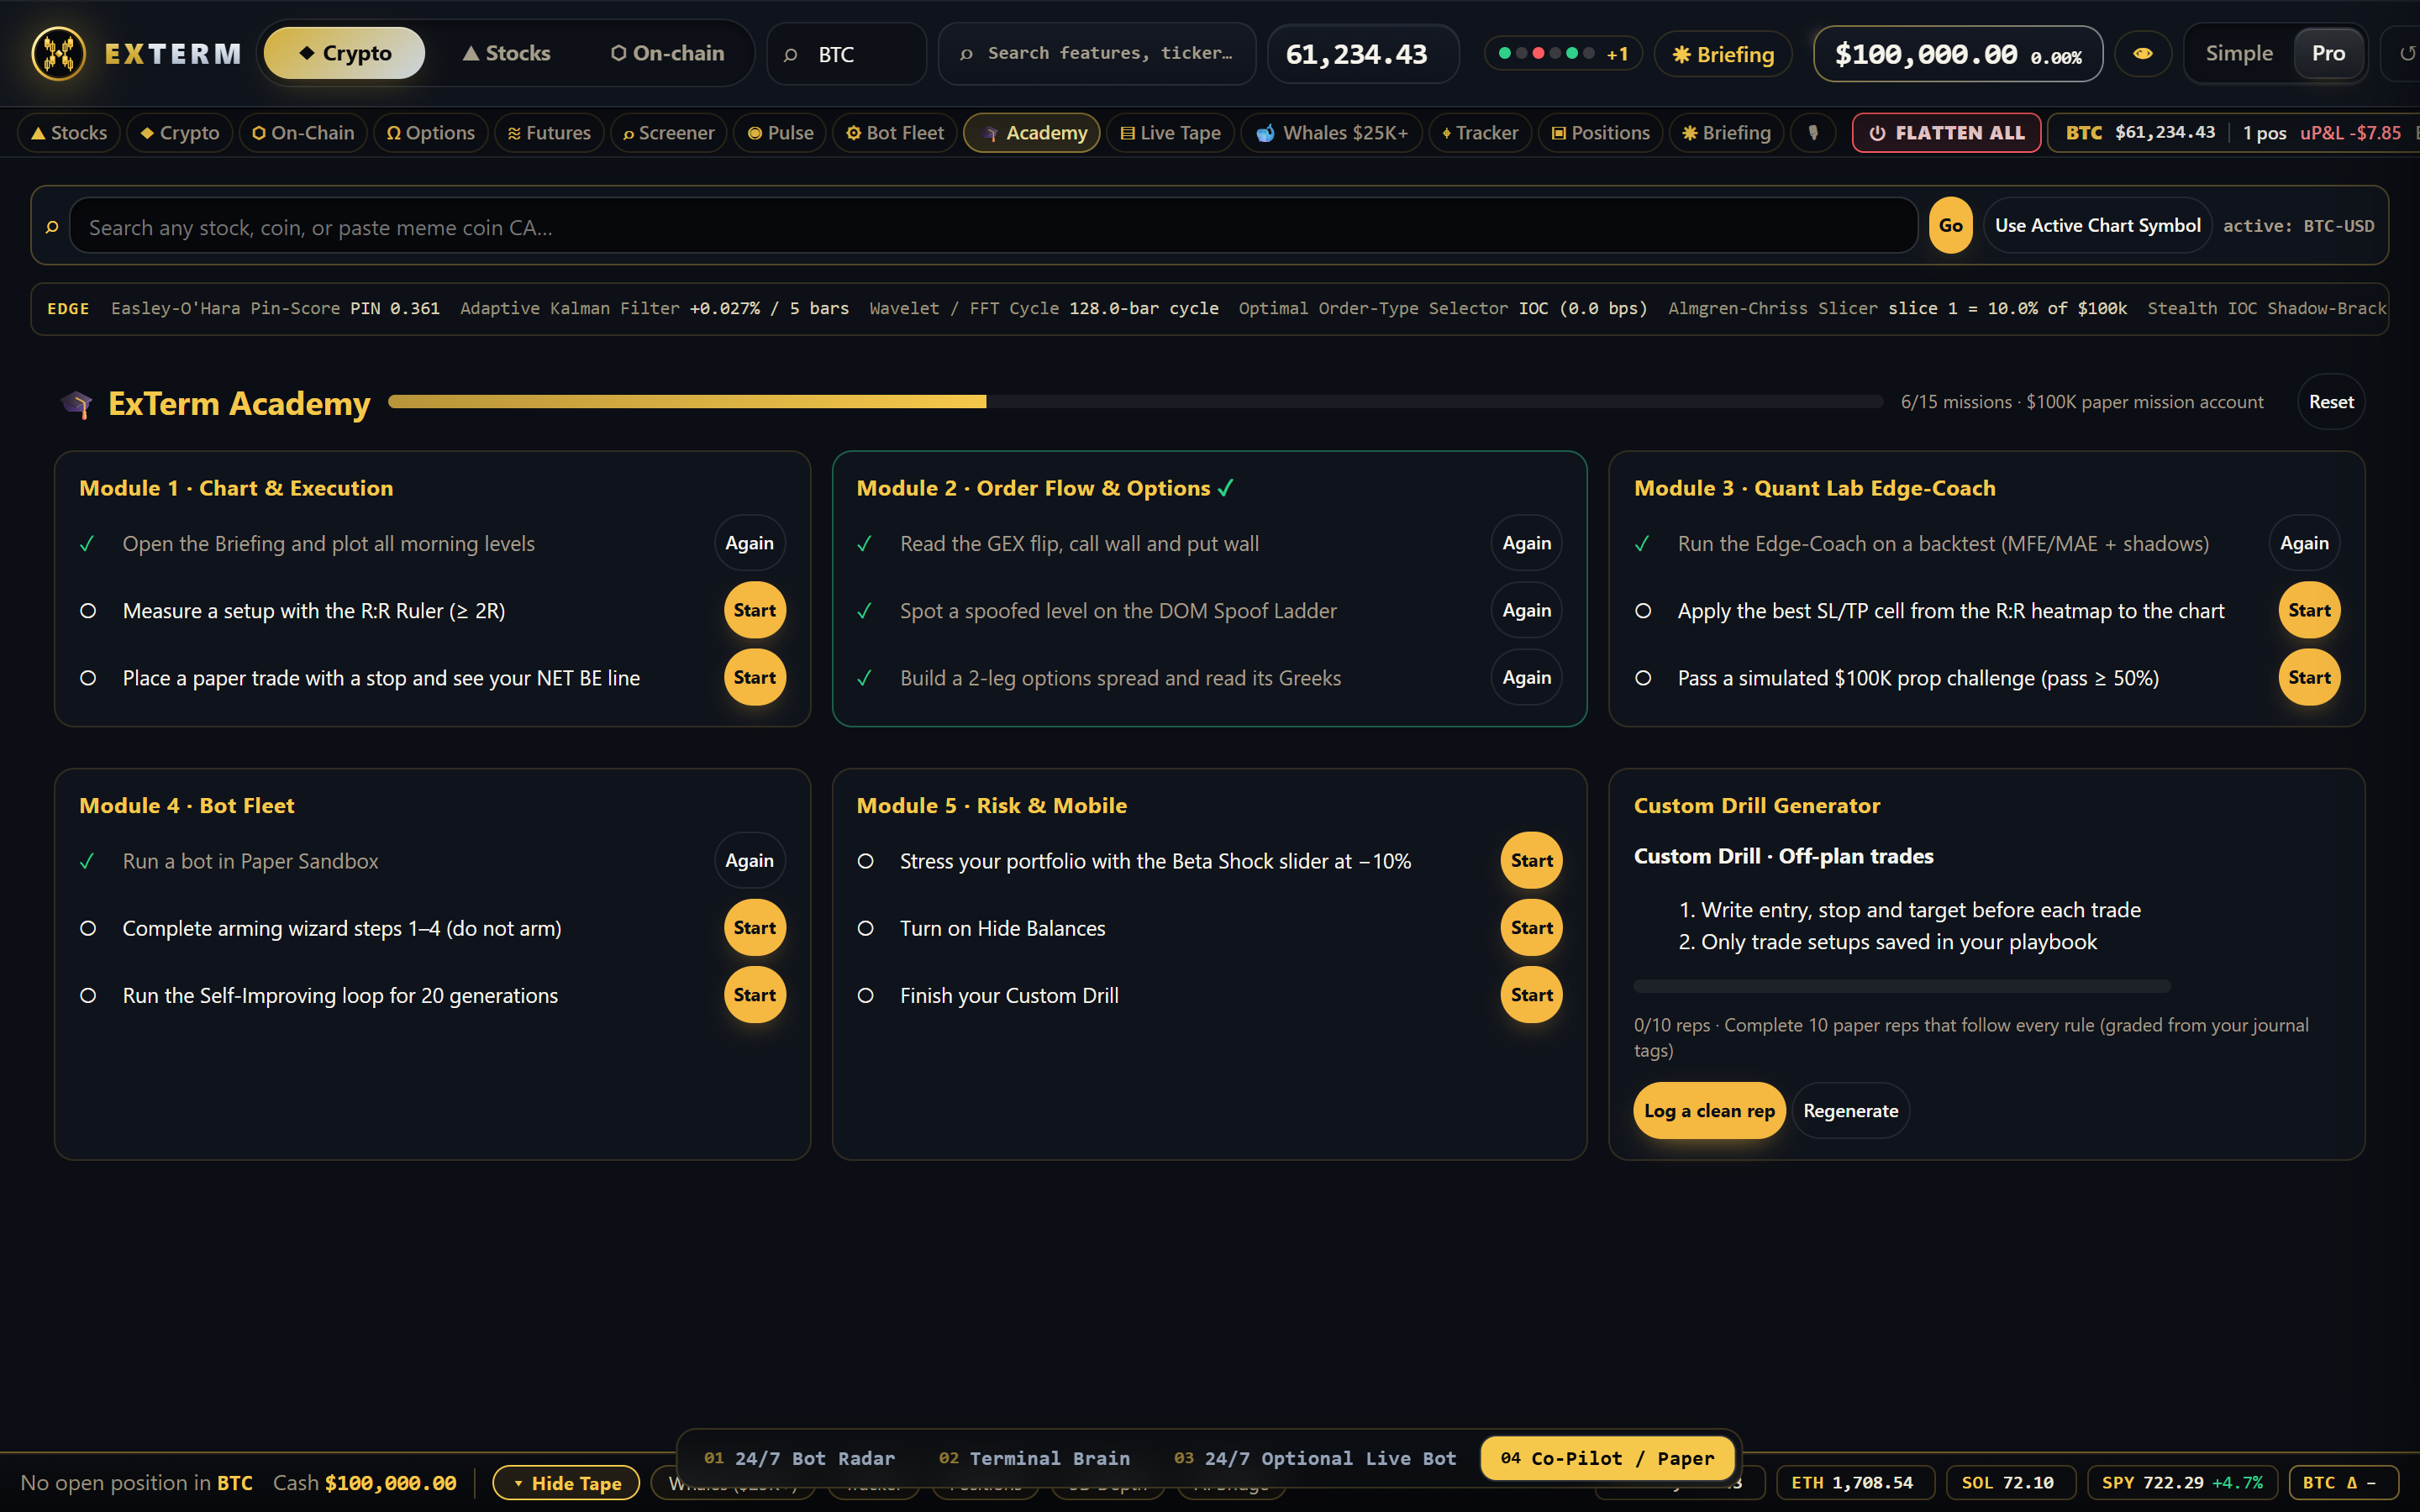 EXTERM ◆ Crypto ▲ Stocks ⬡ On-chain BTC Search features, ticker… 61,234.43 +1 Briefing $100,000.00 0.00% Simple Pro
▲ Stocks ◆ Crypto ⬡ On-Chain Ω Options ≋ Futures Screener Pulse Bot Fleet Academy Live Tape Whales $25K+ Tracker Positions Briefing FLATTEN ALL BTC $61,234.43 1 pos uP&L -$7.85
Search any stock, coin, or paste meme coin CA... Go Use Active Chart Symbol active: BTC-USD
EDGE Easley-O'Hara Pin-Score PIN 0.361 Adaptive Kalman Filter +0.027% / 5 bars Wavelet / FFT Cycle 128.0-bar cycle Optimal Order-Type Selector IOC (0.0 bps) Almgren-Chriss Slicer slice 1 = 10.0% of $100k Stealth IOC Shadow-Brack
ExTerm Academy 6/15 missions · $100K paper mission account Reset
Module 1 · Chart & Execution
✓ Open the Briefing and plot all morning levels Again
○ Measure a setup with the R:R Ruler (≥ 2R) Start
○ Place a paper trade with a stop and see your NET BE line Start
Module 2 · Order Flow & Options ✓
✓ Read the GEX flip, call wall and put wall Again
✓ Spot a spoofed level on the DOM Spoof Ladder Again
✓ Build a 2-leg options spread and read its Greeks Again
Module 3 · Quant Lab Edge-Coach
✓ Run the Edge-Coach on a backtest (MFE/MAE + shadows) Again
○ Apply the best SL/TP cell from the R:R heatmap to the chart Start
○ Pass a simulated $100K prop challenge (pass ≥ 50%) Start
Module 4 · Bot Fleet
✓ Run a bot in Paper Sandbox Again
○ Complete arming wizard steps 1–4 (do not arm) Start
○ Run the Self-Improving loop for 20 generations Start
Module 5 · Risk & Mobile
○ Stress your portfolio with the Beta Shock slider at −10% Start
○ Turn on Hide Balances Start
○ Finish your Custom Drill Start
Custom Drill Generator
Custom Drill · Off-plan trades
1. Write entry, stop and target before each trade
2. Only trade setups saved in your playbook
0/10 reps · Complete 10 paper reps that follow every rule (graded from your journal
tags)
Log a clean rep Regenerate
01 24/7 Bot Radar 02 Terminal Brain 03 24/7 Optional Live Bot 04 Co-Pilot / Paper
No open position in BTC Cash $100,000.00 ▾ Hide Tape ETH 1,708.54 SOL 72.10 SPY 722.29 +4.7% BTC Δ –